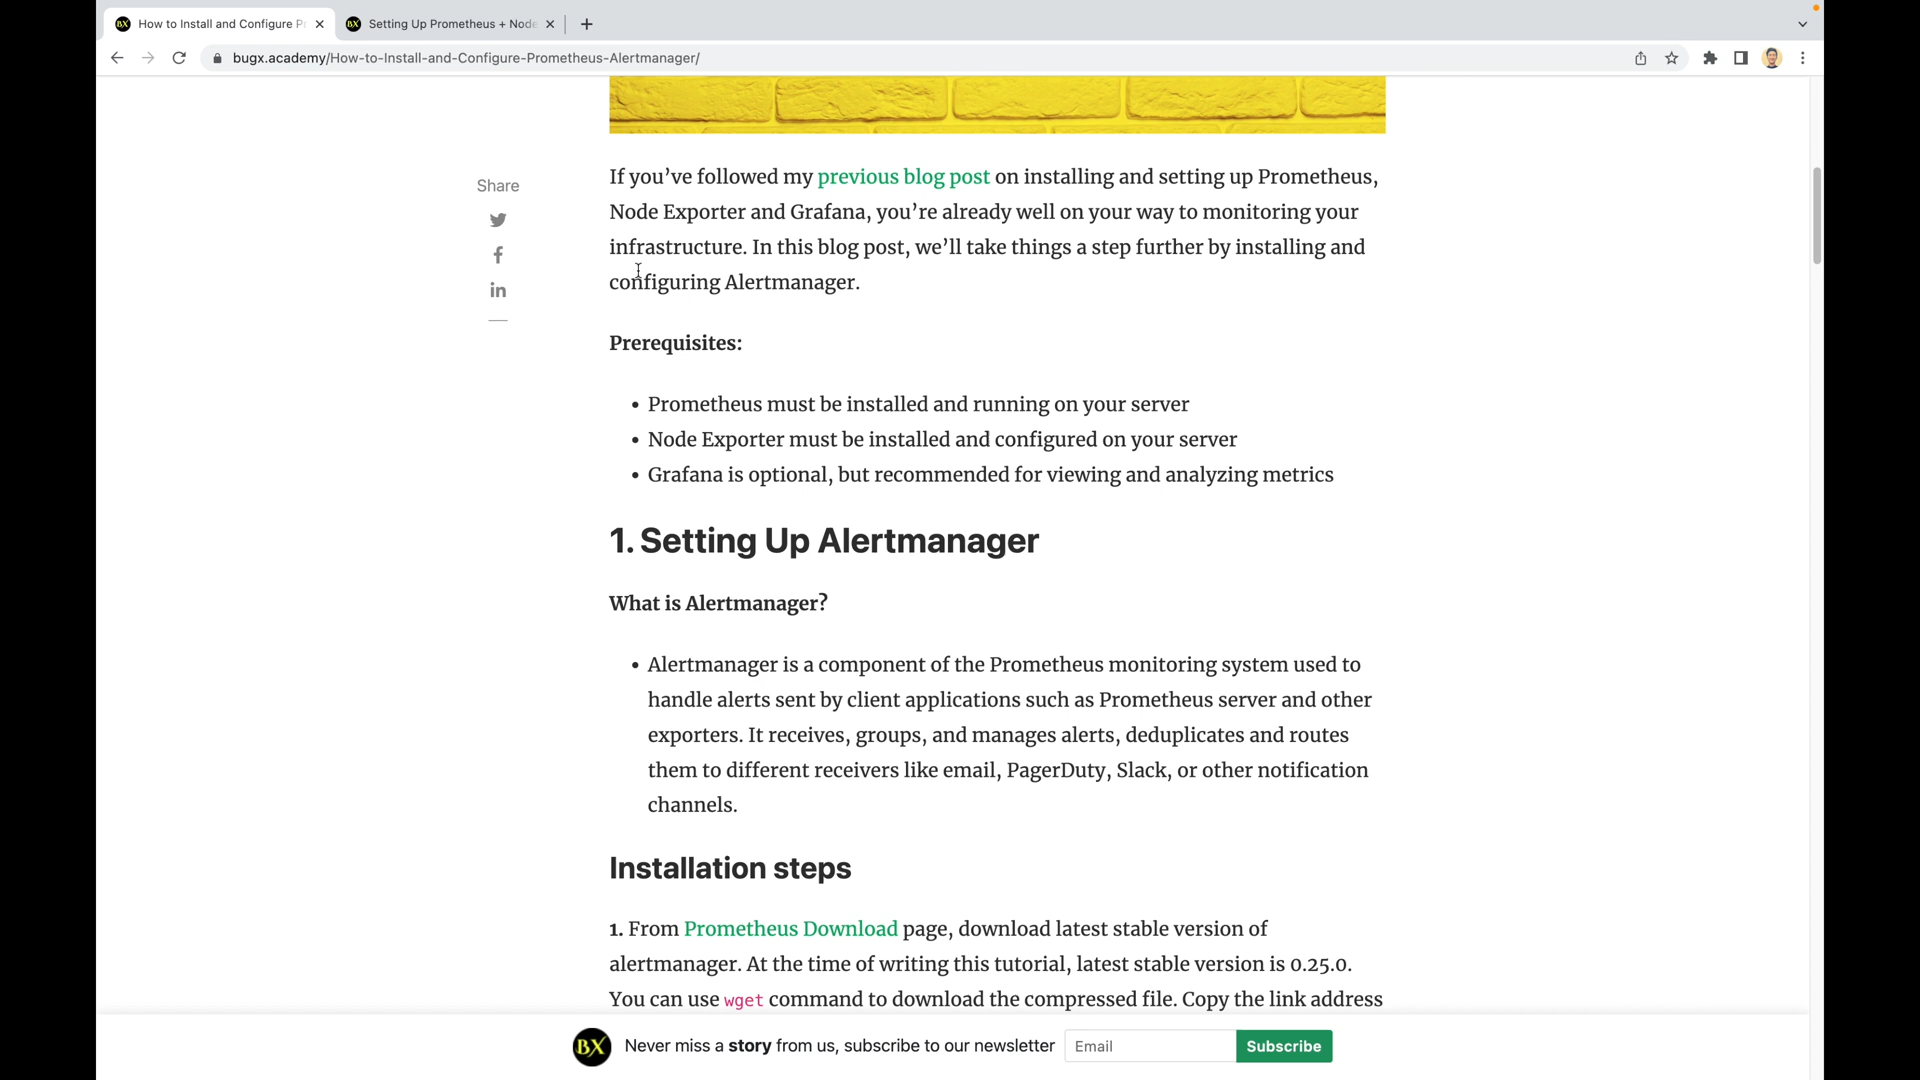 How to Install and Configure P
Setting Up Prometheus + Node
bugx.academy/How-to-Install-and-Configure-Prometheus-Alertmanager/
Share
If you’ve followed my previous blog post on installing and setting up Prometheus,
Node Exporter and Grafana, you’re already well on your way to monitoring your
infrastructure. In this blog post, we’ll take things a step further by installing and
configuring Alertmanager.
Prerequisites:
• Prometheus must be installed and running on your server
• Node Exporter must be installed and configured on your server
• Grafana is optional, but recommended for viewing and analyzing metrics
1. Setting Up Alertmanager
What is Alertmanager?
• Alertmanager is a component of the Prometheus monitoring system used to
handle alerts sent by client applications such as Prometheus server and other
exporters. It receives, groups, and manages alerts, deduplicates and routes
them to different receivers like email, PagerDuty, Slack, or other notification
channels.
Installation steps
1. From Prometheus Download page, download latest stable version of
alertmanager. At the time of writing this tutorial, latest stable version is 0.25.0.
You can use wget command to download the compressed file. Copy the link address
BX Never miss a story from us, subscribe to our newsletter Email Subscribe